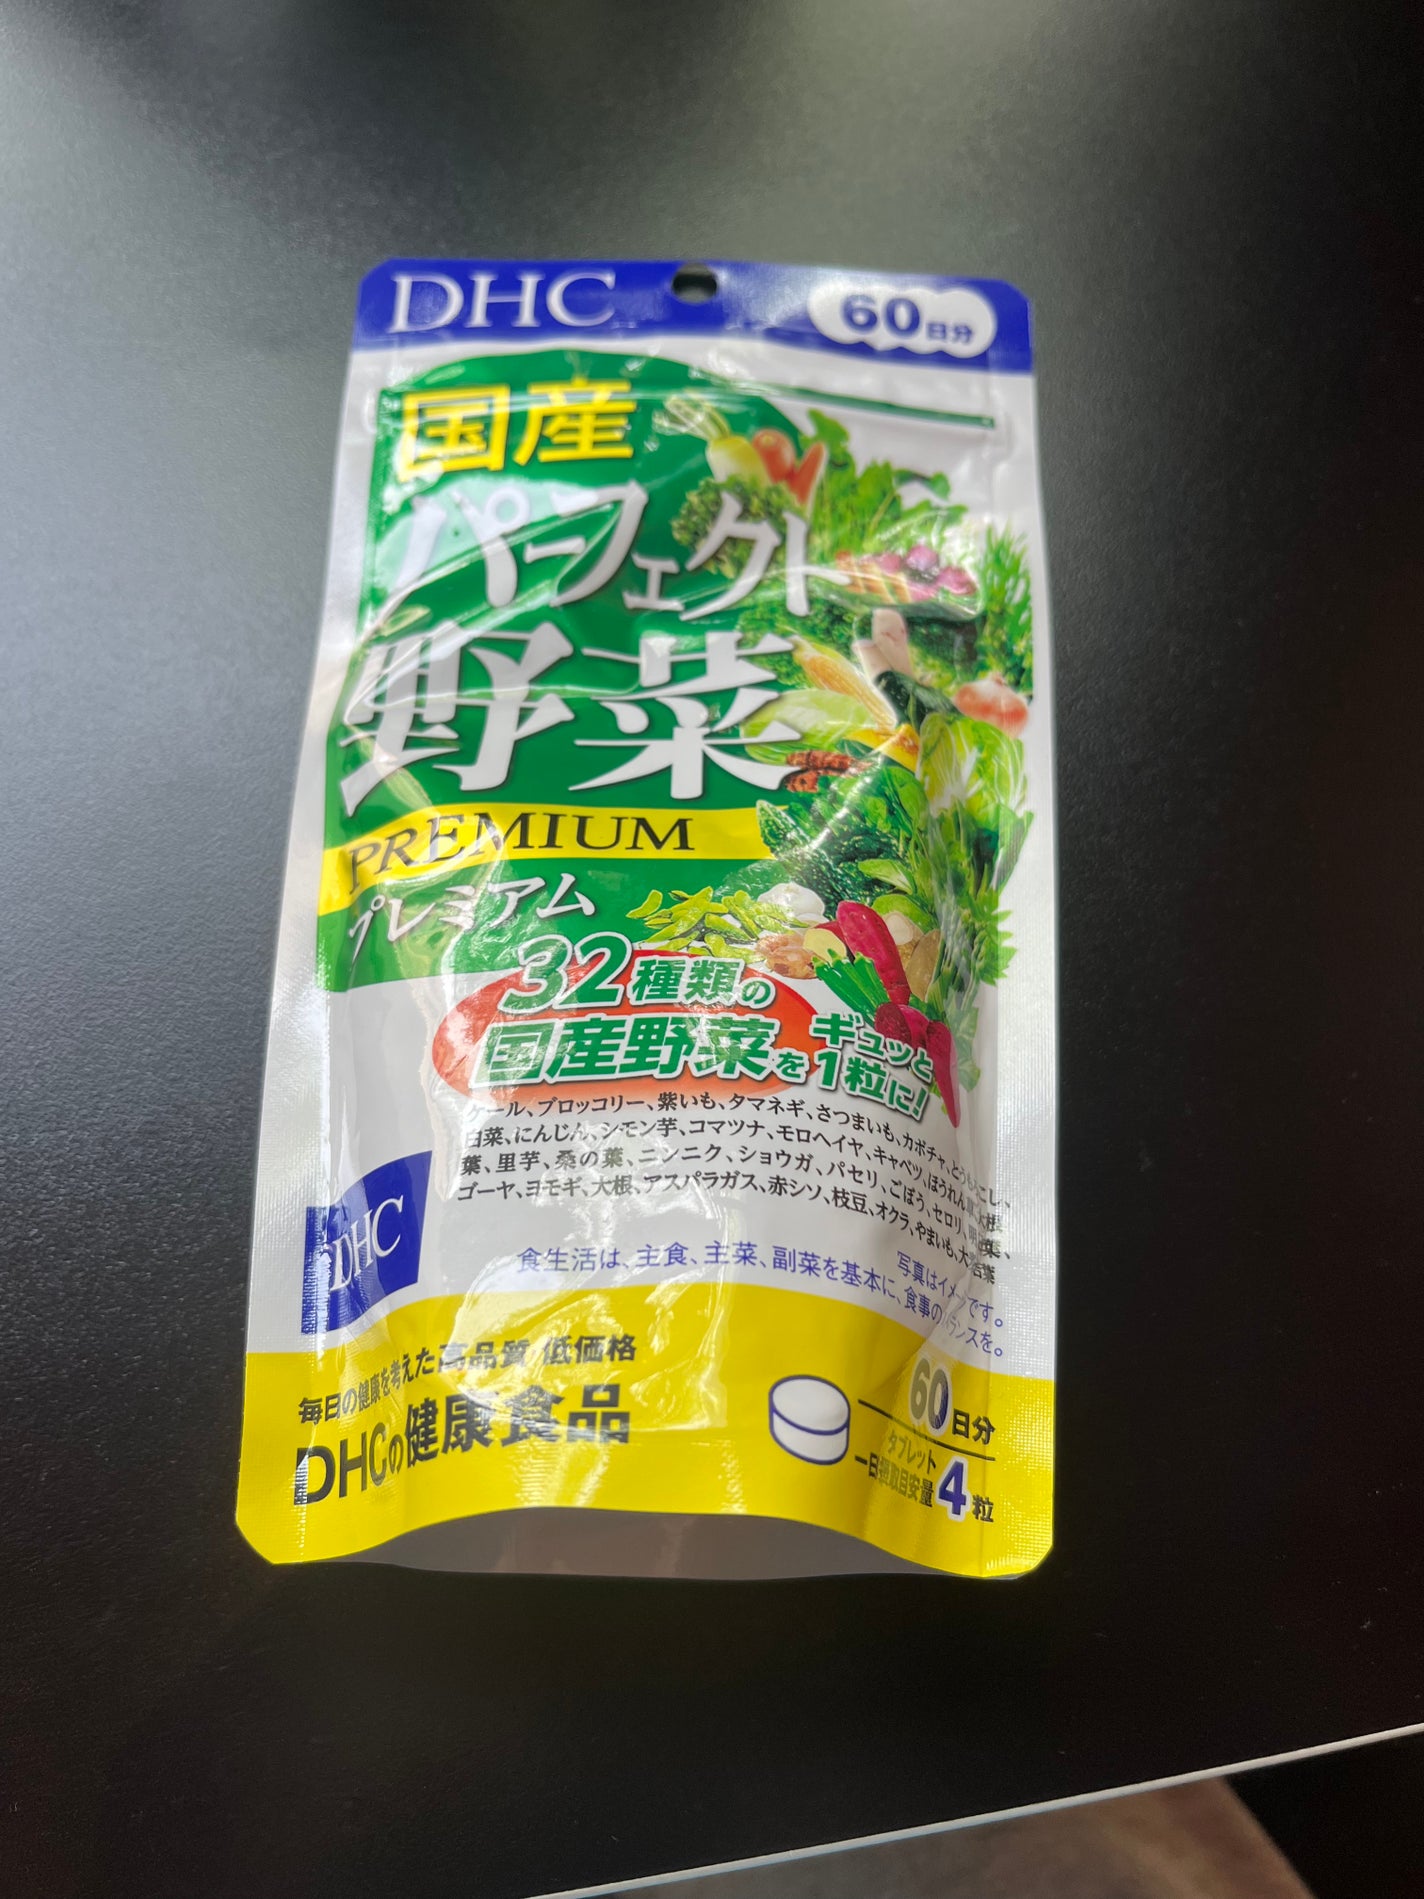 DHC
60日分
国産
パーフェクト
野菜
PREMIUM
プレミアム
32種類の
国産野菜を
ギュッと
1粒に!
ケール、ブロッコリー、紫いも、タマネギ、さつまいも、カボチャ、とうもろこし、
白菜、にんじん、シモン芋、コマツナ、モロヘイヤ、キャベツ、ほうれん草、大根
葉、里芋、桑の葉、ニンニク、ショウガ、パセリ、ごぼう、セロリ、明日葉、
ゴーヤ、ヨモギ、大根、アスパラガス、赤シソ、枝豆、オクラ、やまいも、大麦若葉
写真はイメージです。
食生活は、主食、主菜、副菜を基本に、食事のバランスを。
DHC
毎日の健康を考えた高品質 低価格
DHCの健康食品
60日分
タブレット
一日摂取目安量
4粒